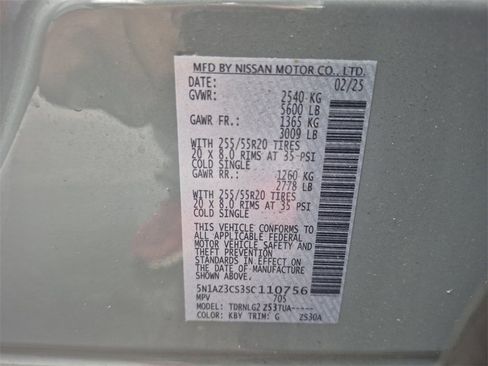 MFD BY NISSAN MOTOR CO., LTD.
DATE: 02/25
GVWR: 2540 KG
5600 LB
GAWR FR.: 1365 KG
3009 LB
WITH 255/55R20 TIRES
20 x 8.0 RIMS AT 35 PSI
COLD SINGLE
GAWR RR.: 1260 KG
2778 LB
WITH 255/55R20 TIRES
20 x 8.0 RIMS AT 35 PSI
COLD SINGLE
THIS VEHICLE CONFORMS TO
ALL APPLICABLE FEDERAL
MOTOR VEHICLE SAFETY AND
THEFT PREVENTION
STANDARDS IN EFFECT ON
THE DATE OF MANUFACTURE
SHOWN ABOVE.
5N1AZ3CS3SC110756
MPV 705
MODEL: TDRNLG2 Z53TUA-----
COLOR: KBY TRIM: G ZS30A